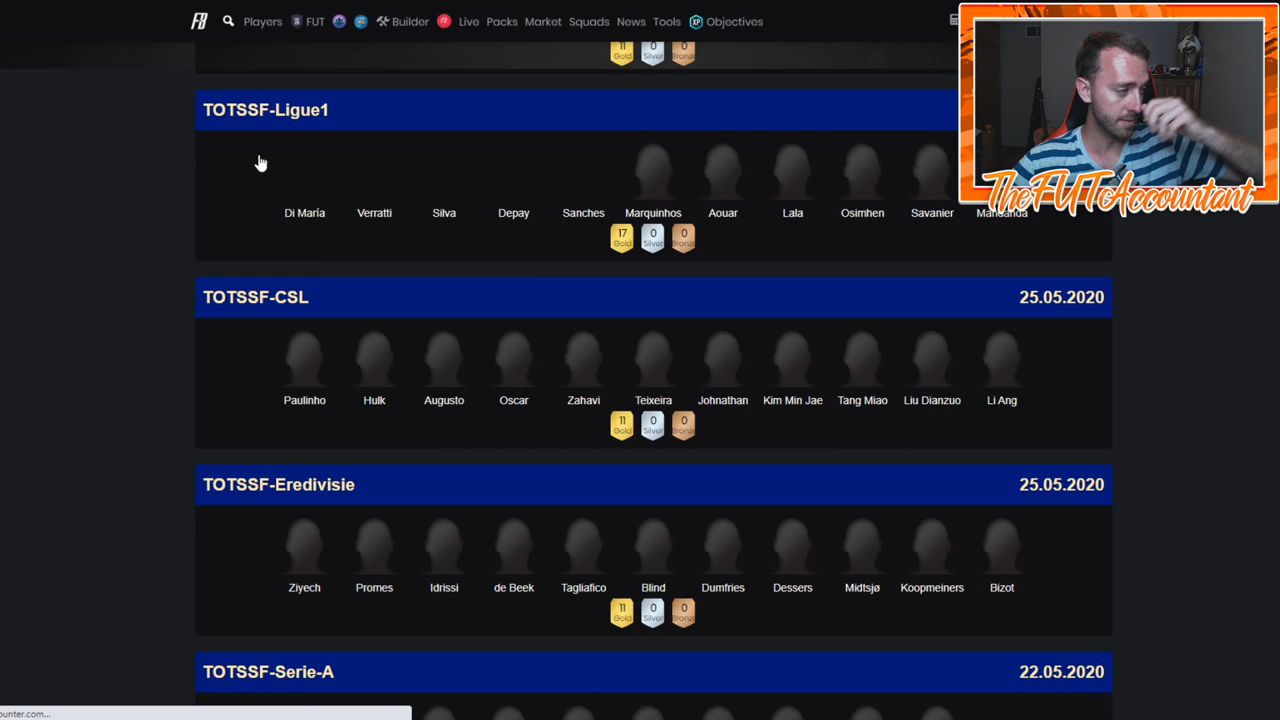 FB Players FUT Builder Live Packs Market Squads News Tools XP Objectives
11 Gold 0 Silver 0 Bronze
TOTSSF-Ligue1
Di María Verratti Silva Depay Sanches Marquinhos Aouar Lala Osimhen Savanier Mandanda
17 Gold 0 Silver 0 Bronze
TheFUTAccountant
TOTSSF-CSL 25.05.2020
Paulinho Hulk Augusto Oscar Zahavi Teixeira Johnathan Kim Min Jae Tang Miao Liu Dianzuo Li Ang
11 Gold 0 Silver 0 Bronze
TOTSSF-Eredivisie 25.05.2020
Ziyech Promes Idrissi de Beek Tagliafico Blind Dumfries Dessers Midtsjø Koopmeiners Bizot
11 Gold 0 Silver 0 Bronze
TOTSSF-Serie-A 22.05.2020
ounter.com...